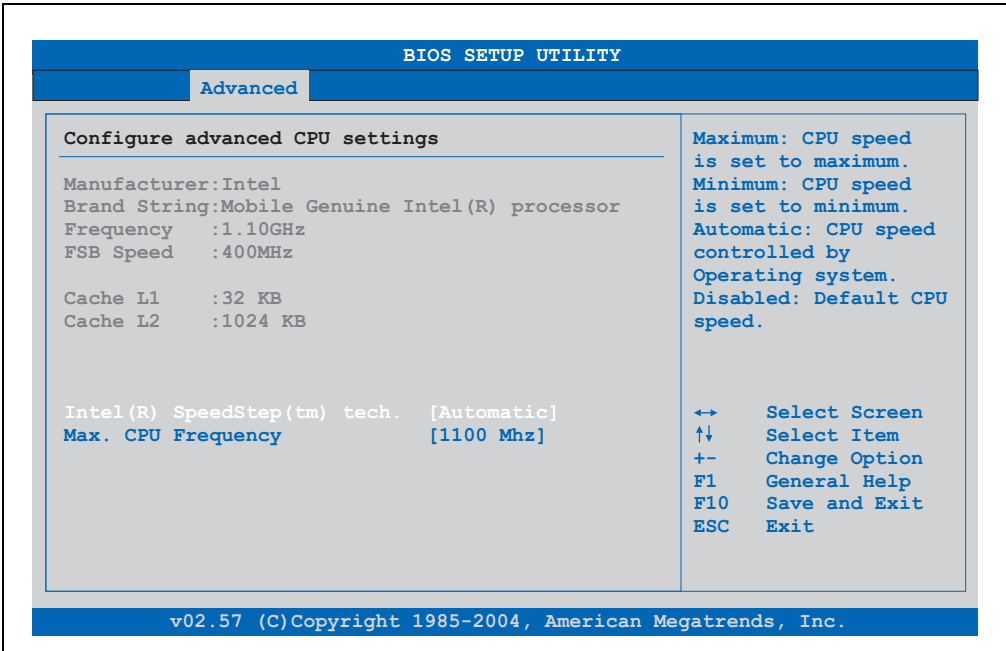 BIOS SETUP UTILITY
Advanced
Configure advanced CPU settings
Manufacturer:Intel
Brand String:Mobile Genuine Intel(R) processor
Frequency :1.10GHz
FSB Speed :400MHz
Cache L1 :32 KB
Cache L2 :1024 KB
Intel(R) SpeedStep(tm) tech. [Automatic]
Max. CPU Frequency [1100 Mhz]
Maximum: CPU speed
is set to maximum.
Minimum: CPU speed
is set to minimum.
Automatic: CPU speed
controlled by
Operating system.
Disabled: Default CPU
speed.
↔ Select Screen
↑↓ Select Item
+- Change Option
F1 General Help
F10 Save and Exit
ESC Exit
v02.57 (C)Copyright 1985-2004, American Megatrends, Inc.